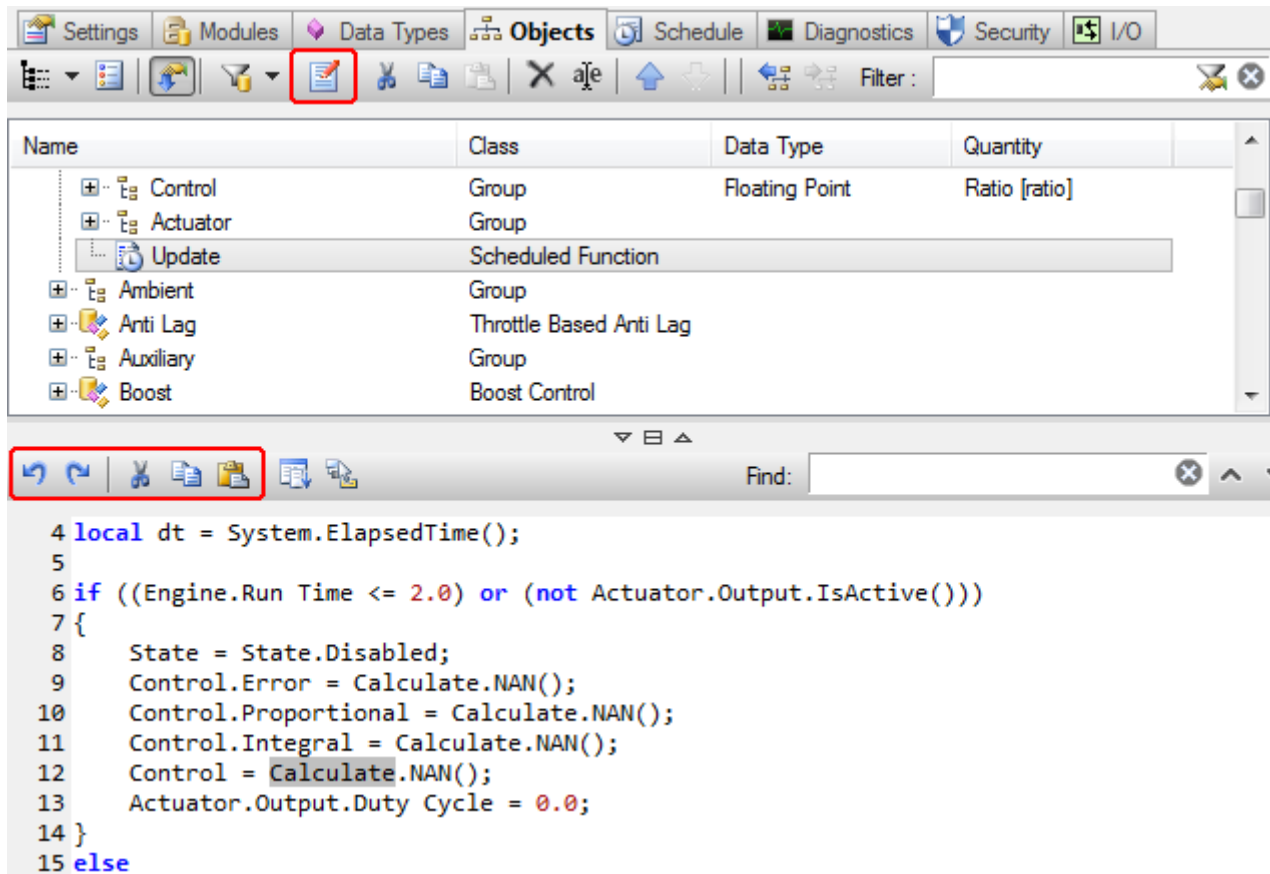 Settings Modules Data Types Objects Schedule Diagnostics Security I/O
a|e Filter :
Name Class Data Type Quantity
Control Group Floating Point Ratio [ratio]
Actuator Group
Update Scheduled Function
Ambient Group
Anti Lag Throttle Based Anti Lag
Auxiliary Group
Boost Boost Control
Find:
4 local dt = System.ElapsedTime();
5
6 if ((Engine.Run Time <= 2.0) or (not Actuator.Output.IsActive()))
7 {
8 State = State.Disabled;
9 Control.Error = Calculate.NAN();
10 Control.Proportional = Calculate.NAN();
11 Control.Integral = Calculate.NAN();
12 Control = Calculate.NAN();
13 Actuator.Output.Duty Cycle = 0.0;
14 }
15 else